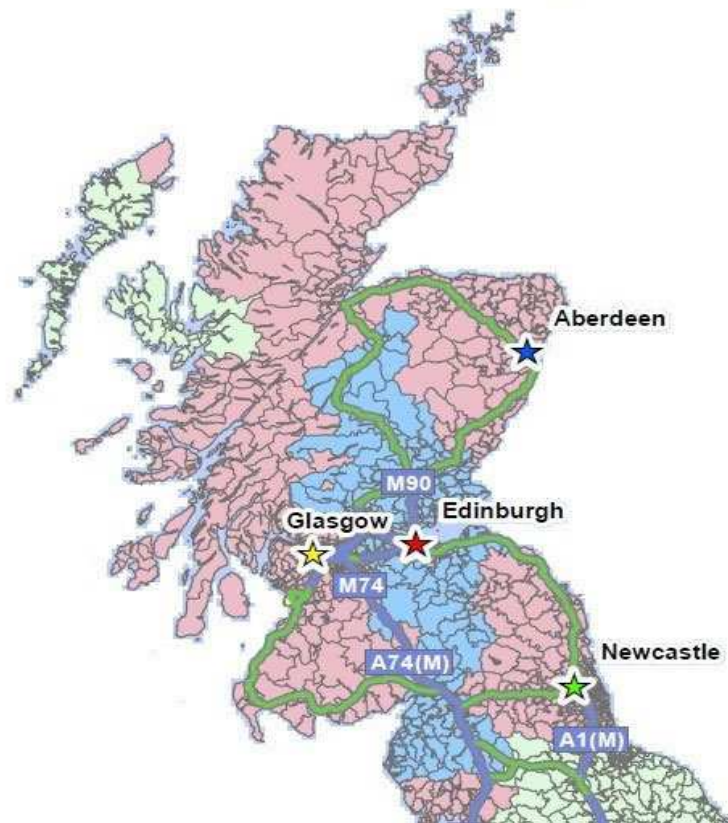 Aberdeen
M90
Edinburgh
Glasgow
M74
A74(M)
Newcastle
A1(M)